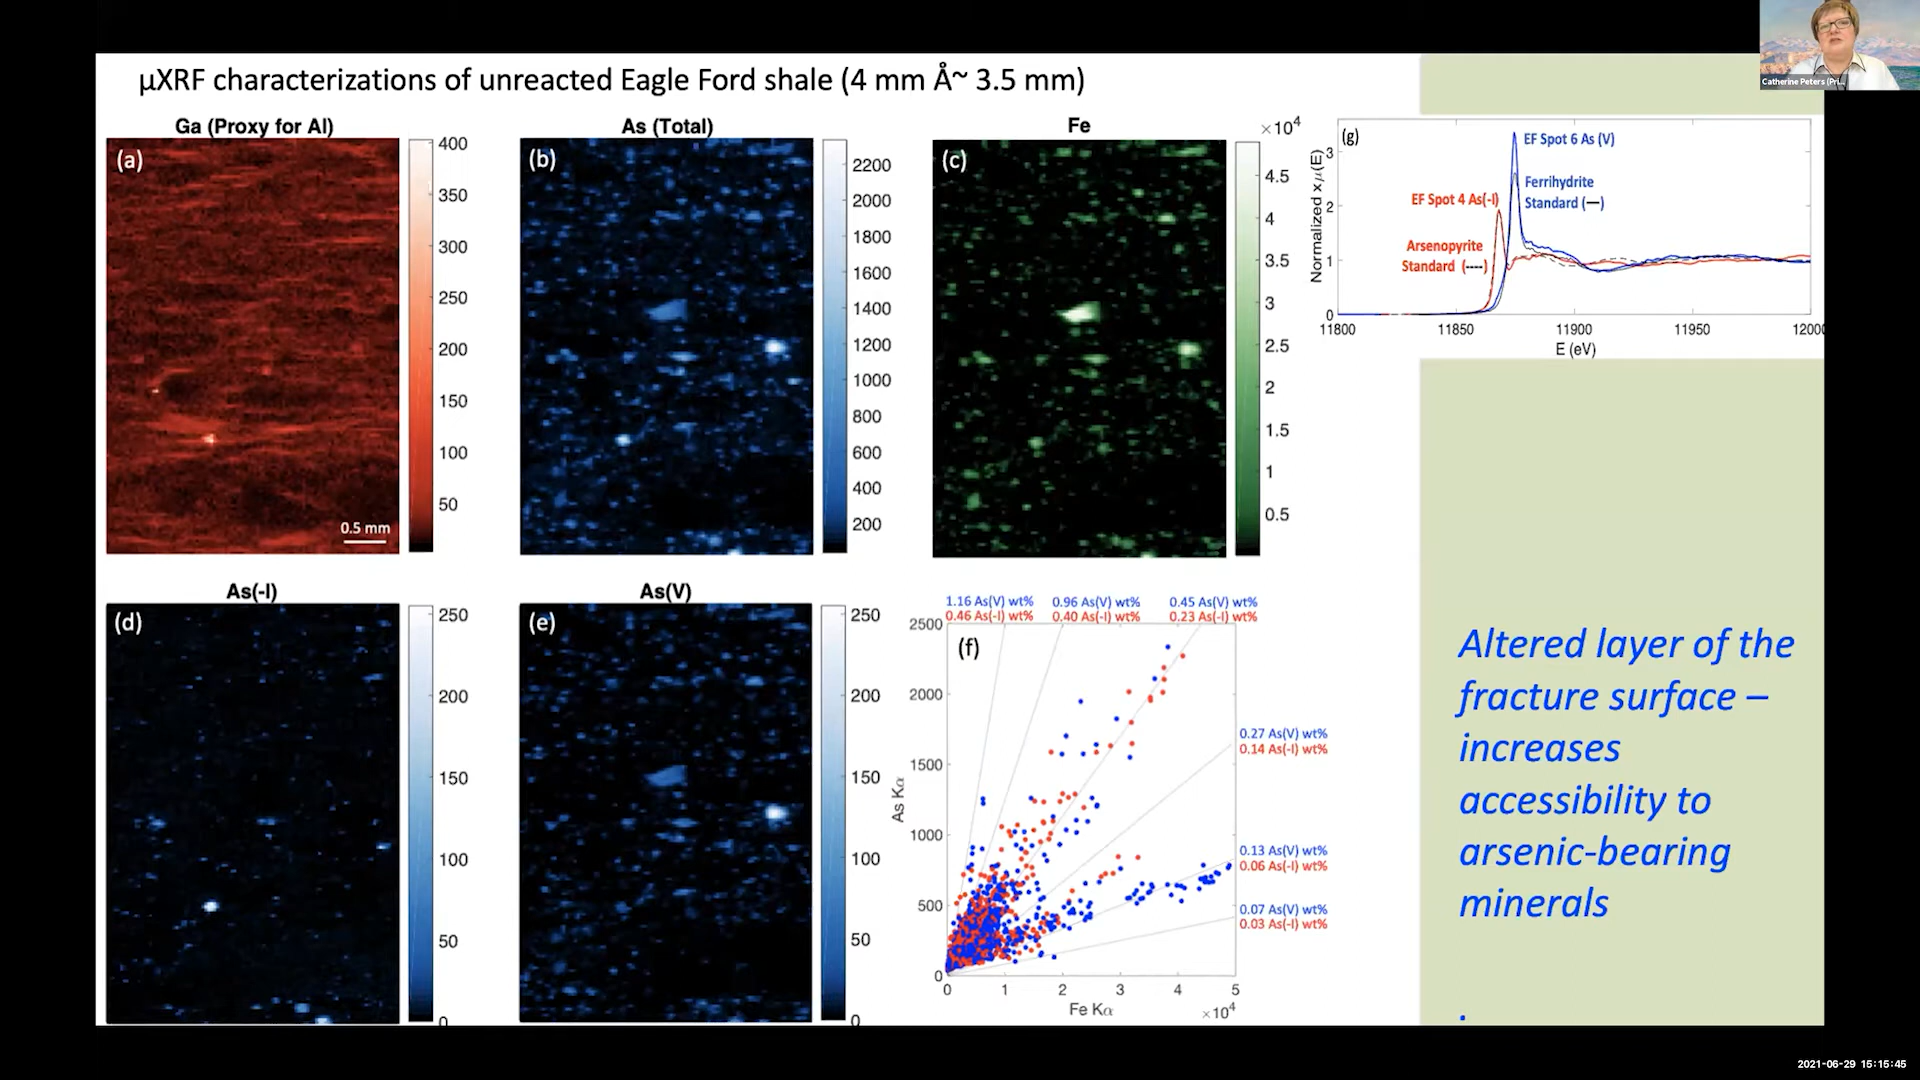 μXRF characterizations of unreacted Eagle Ford shale (4 mm Å~ 3.5 mm)
Catherine Peters (Pri...
Ga (Proxy for Al)
(a)
0.5 mm
400
350
300
250
200
150
100
50
As (Total)
(b)
2200
2000
1800
1600
1400
1200
1000
800
600
400
200
Fe
(c)
×10⁴
4.5
4
3.5
3
2.5
2
1.5
1
0.5
(g)
EF Spot 6 As (V)
Ferrihydrite
Standard (—)
EF Spot 4 As(-I)
Arsenopyrite
Standard (----)
Normalized xμ(E)
3
2
1
0
11800
11850
11900
11950
12000
E (eV)
As(-I)
(d)
250
200
150
100
50
0
As(V)
(e)
250
200
150
100
50
0
1.16 As(V) wt% 0.96 As(V) wt% 0.45 As(V) wt%
0.46 As(-I) wt% 0.40 As(-I) wt% 0.23 As(-I) wt%
(f)
2500
2000
1500
1000
500
0
As Kα
0.27 As(V) wt%
0.14 As(-I) wt%
0.13 As(V) wt%
0.06 As(-I) wt%
0.07 As(V) wt%
0.03 As(-I) wt%
0 1 2 3 4 5
Fe Kα
×10⁴
Altered layer of the
fracture surface –
increases
accessibility to
arsenic-bearing
minerals
.
2021-06-29 15:15:45